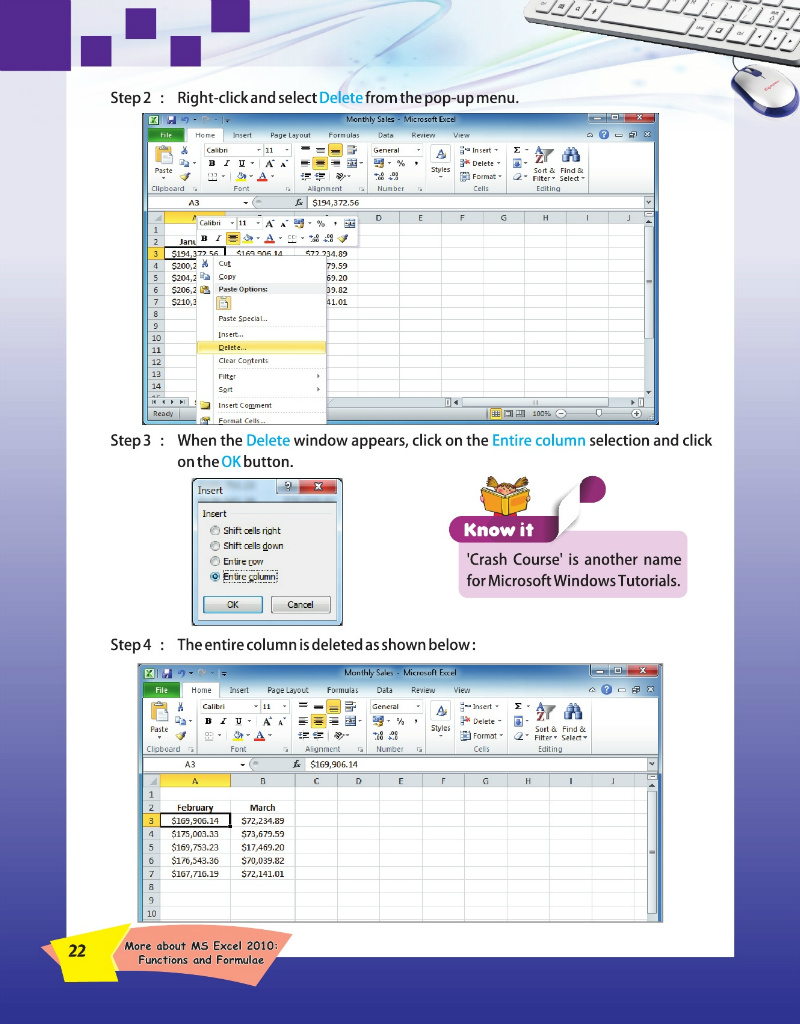 Step 2 : Right-click and select Delete from the pop-up menu.
Monthly Sales - Microsoft Excel
File Home Insert Page Layout Formulas Data Review View
Calibri 11 General Insert Σ
Paste B I U A A % , Styles Delete Sort & Find &
Format Filter Select
Clipboard Font Alignment Number Cells Editing
A3 fx $194,372.56
Calibri 11 A A % , D E F G H I J
1
B I A
2 Janu
3 $194,372.56 $169,906.14 $72,234.89
4 $200,2 79.59
5 $204,2 69.20
6 $206,2 39.82
7 $210,3 41.01
8
9
10
11
12
13
14
Cut
Copy
Paste Options:
Paste Special...
Insert...
Delete...
Clear Contents
Filter
Sort
Insert Comment
Format Cells...
Ready 100%
Step 3 : When the Delete window appears, click on the Entire column selection and click
on the OK button.
Insert
Insert
Shift cells right
Shift cells down
Entire row
Entire column
OK Cancel
Know it
'Crash Course' is another name
for Microsoft Windows Tutorials.
Step 4 : The entire column is deleted as shown below :
Monthly Sales - Microsoft Excel
File Home Insert Page Layout Formulas Data Review View
Calibri 11 General Insert Σ
Paste B I U A A % , Styles Delete Sort & Find &
Format Filter Select
Clipboard Font Alignment Number Cells Editing
A3 fx $169,906.14
A B C D E F G H I J
1
2 February March
3 $169,906.14 $72,234.89
4 $175,003.33 $73,679.59
5 $169,753.23 $17,469.20
6 $176,543.36 $70,039.82
7 $167,716.19 $72,141.01
8
9
10
22
More about MS Excel 2010:
Functions and Formulae